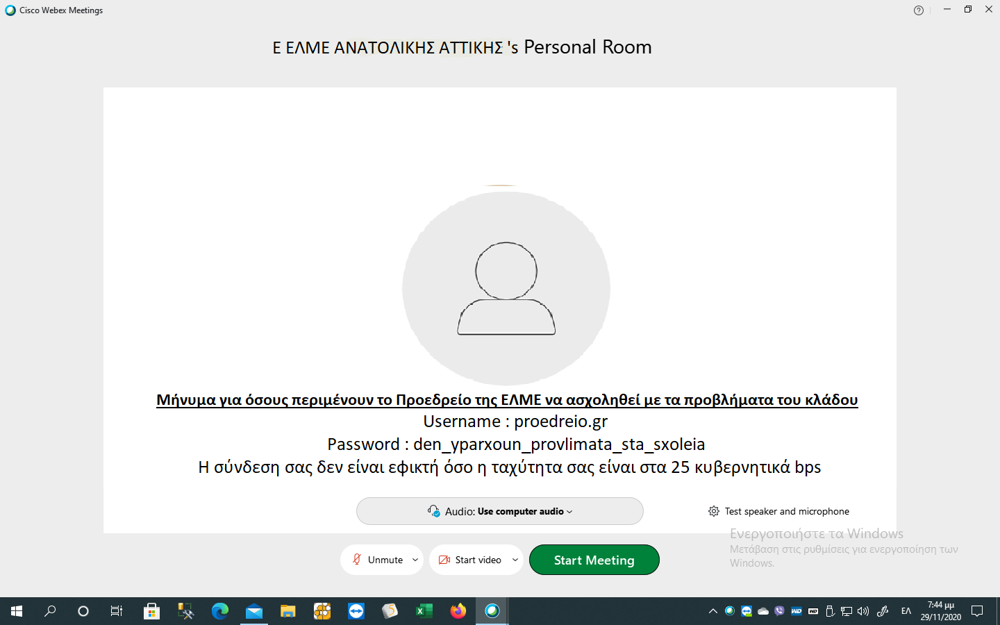 Cisco Webex Meetings
Ε ΕΛΜΕ ΑΝΑΤΟΛΙΚΗΣ ΑΤΤΙΚΗΣ 's Personal Room
Μήνυμα για όσους περιμένουν το Προεδρείο της ΕΛΜΕ να ασχοληθεί με τα προβλήματα του κλάδου
Username : proedreio.gr
Password : den_yparxoun_provlimata_sta_sxoleia
Η σύνδεση σας δεν είναι εφικτή όσο η ταχύτητα σας είναι στα 25 κυβερνητικά bps
Audio: Use computer audio
Test speaker and microphone
Ενεργοποιήστε τα Windows
Μετάβαση στις ρυθμίσεις για ενεργοποίηση των
Windows.
Unmute
Start video
Start Meeting
5
WD
WD
ΕΛ
7:44 μμ
29/11/2020